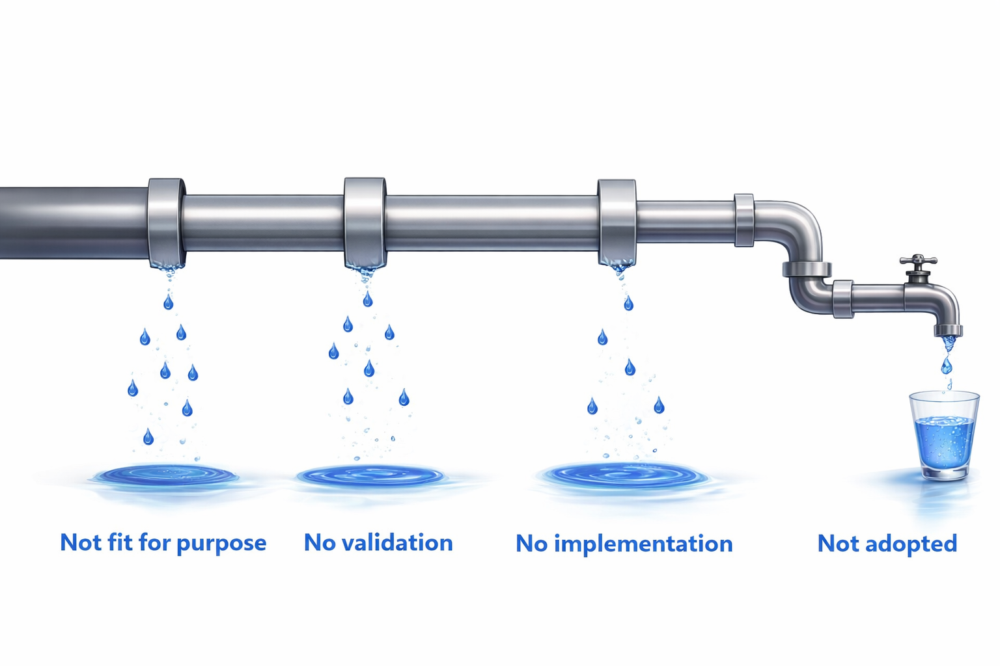 Not fit for purpose
No validation
No implementation
Not adopted